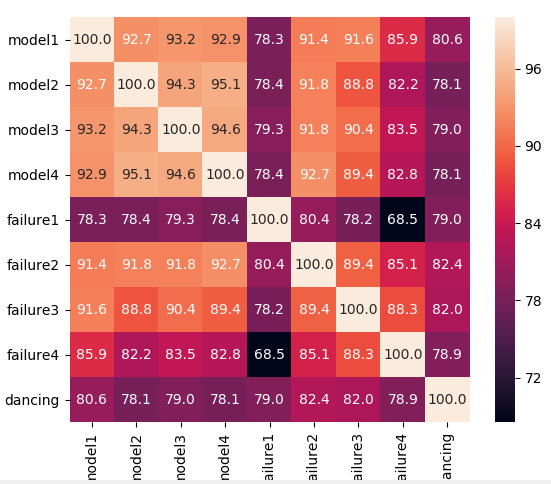 model1 100.0 92.7 93.2 92.9 78.3 91.4 91.6 85.9 80.6
model2 92.7 100.0 94.3 95.1 78.4 91.8 88.8 82.2 78.1
model3 93.2 94.3 100.0 94.6 79.3 91.8 90.4 83.5 79.0
model4 92.9 95.1 94.6 100.0 78.4 92.7 89.4 82.8 78.1
failure1 78.3 78.4 79.3 78.4 100.0 80.4 78.2 68.5 79.0
failure2 91.4 91.8 91.8 92.7 80.4 100.0 89.4 85.1 82.4
failure3 91.6 88.8 90.4 89.4 78.2 89.4 100.0 88.3 82.0
failure4 85.9 82.2 83.5 82.8 68.5 85.1 88.3 100.0 78.9
dancing 80.6 78.1 79.0 78.1 79.0 82.4 82.0 78.9 100.0
model1 model2 model3 model4 ailure1 ailure2 ailure3 ailure4 ancing
96
90
84
78
72